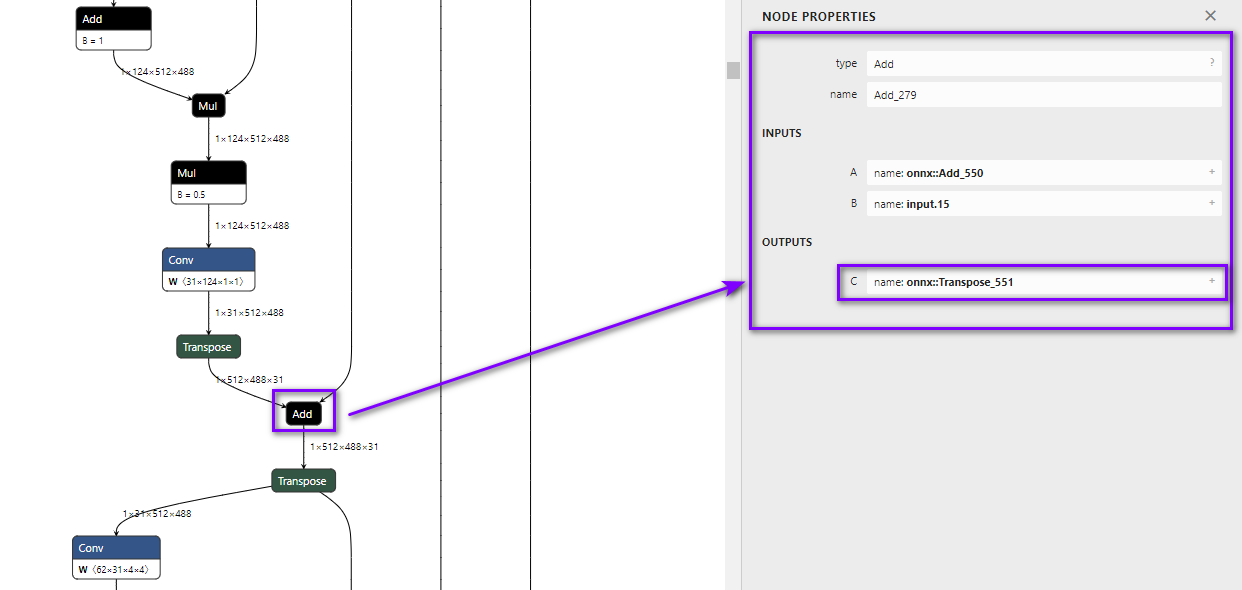 Add
B = 1
1×124×512×488
Mul
1×124×512×488
Mul
B = 0.5
1×124×512×488
Conv
W ⟨31×124×1×1⟩
1×31×512×488
Transpose
1×512×488×31
Add
1×512×488×31
Transpose
1×31×512×488
Conv
W ⟨62×31×4×4⟩
NODE PROPERTIES ×
type Add ?
name Add_279
INPUTS
A name: onnx::Add_550 +
B name: input.15 +
OUTPUTS
C name: onnx::Transpose_551 +